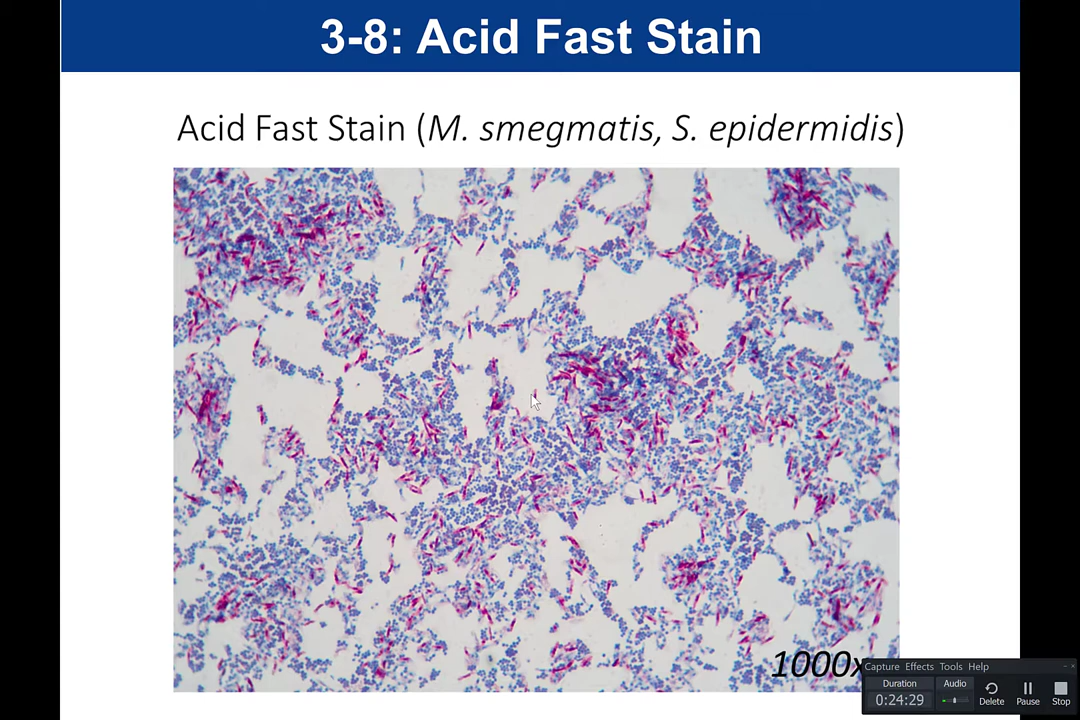 3-8: Acid Fast Stain
Acid Fast Stain (M. smegmatis, S. epidermidis)
1000x
Capture Effects Tools Help
Duration Audio
0:24:29 Pause Delete Stop